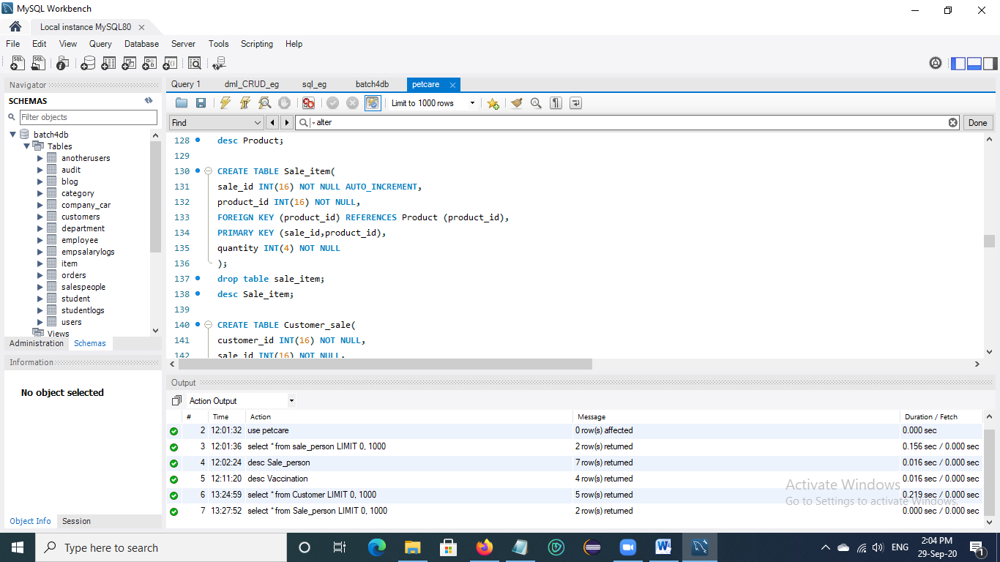 MySQL Workbench
Local instance MySQL80
File Edit View Query Database Server Tools Scripting Help
Navigator
SCHEMAS
Filter objects
batch4db
Tables
anotherusers
audit
blog
category
company_car
customers
department
employee
empsalarylogs
item
orders
salespeople
student
studentlogs
users
Views
Administration Schemas
Information
No object selected
Object Info Session
Query 1 dml_CRUD_eg sql_eg batch4db petcare
Limit to 1000 rows
Find alter Done
128 desc Product;
129
130 CREATE TABLE Sale_item(
131 sale_id INT(16) NOT NULL AUTO_INCREMENT,
132 product_id INT(16) NOT NULL,
133 FOREIGN KEY (product_id) REFERENCES Product (product_id),
134 PRIMARY KEY (sale_id,product_id),
135 quantity INT(4) NOT NULL
136 );
137 drop table sale_item;
138 desc Sale_item;
139
140 CREATE TABLE Customer_sale(
141 customer_id INT(16) NOT NULL,
142 sale_id INT(16) NOT NULL,
Output
Action Output
# Time Action Message Duration / Fetch
2 12:01:32 use petcare 0 row(s) affected 0.000 sec
3 12:01:36 select * from sale_person LIMIT 0, 1000 2 row(s) returned 0.156 sec / 0.000 sec
4 12:02:24 desc Sale_person 7 row(s) returned 0.016 sec / 0.000 sec
5 12:11:20 desc Vaccination 4 row(s) returned 0.016 sec / 0.000 sec
6 13:24:59 select * from Customer LIMIT 0, 1000 5 row(s) returned 0.219 sec / 0.000 sec
7 13:27:52 select * from Sale_person LIMIT 0, 1000 2 row(s) returned 0.000 sec / 0.000 sec
Activate Windows
Go to Settings to activate Windows.
Type here to search
ENG
2:04 PM
29-Sep-20
1